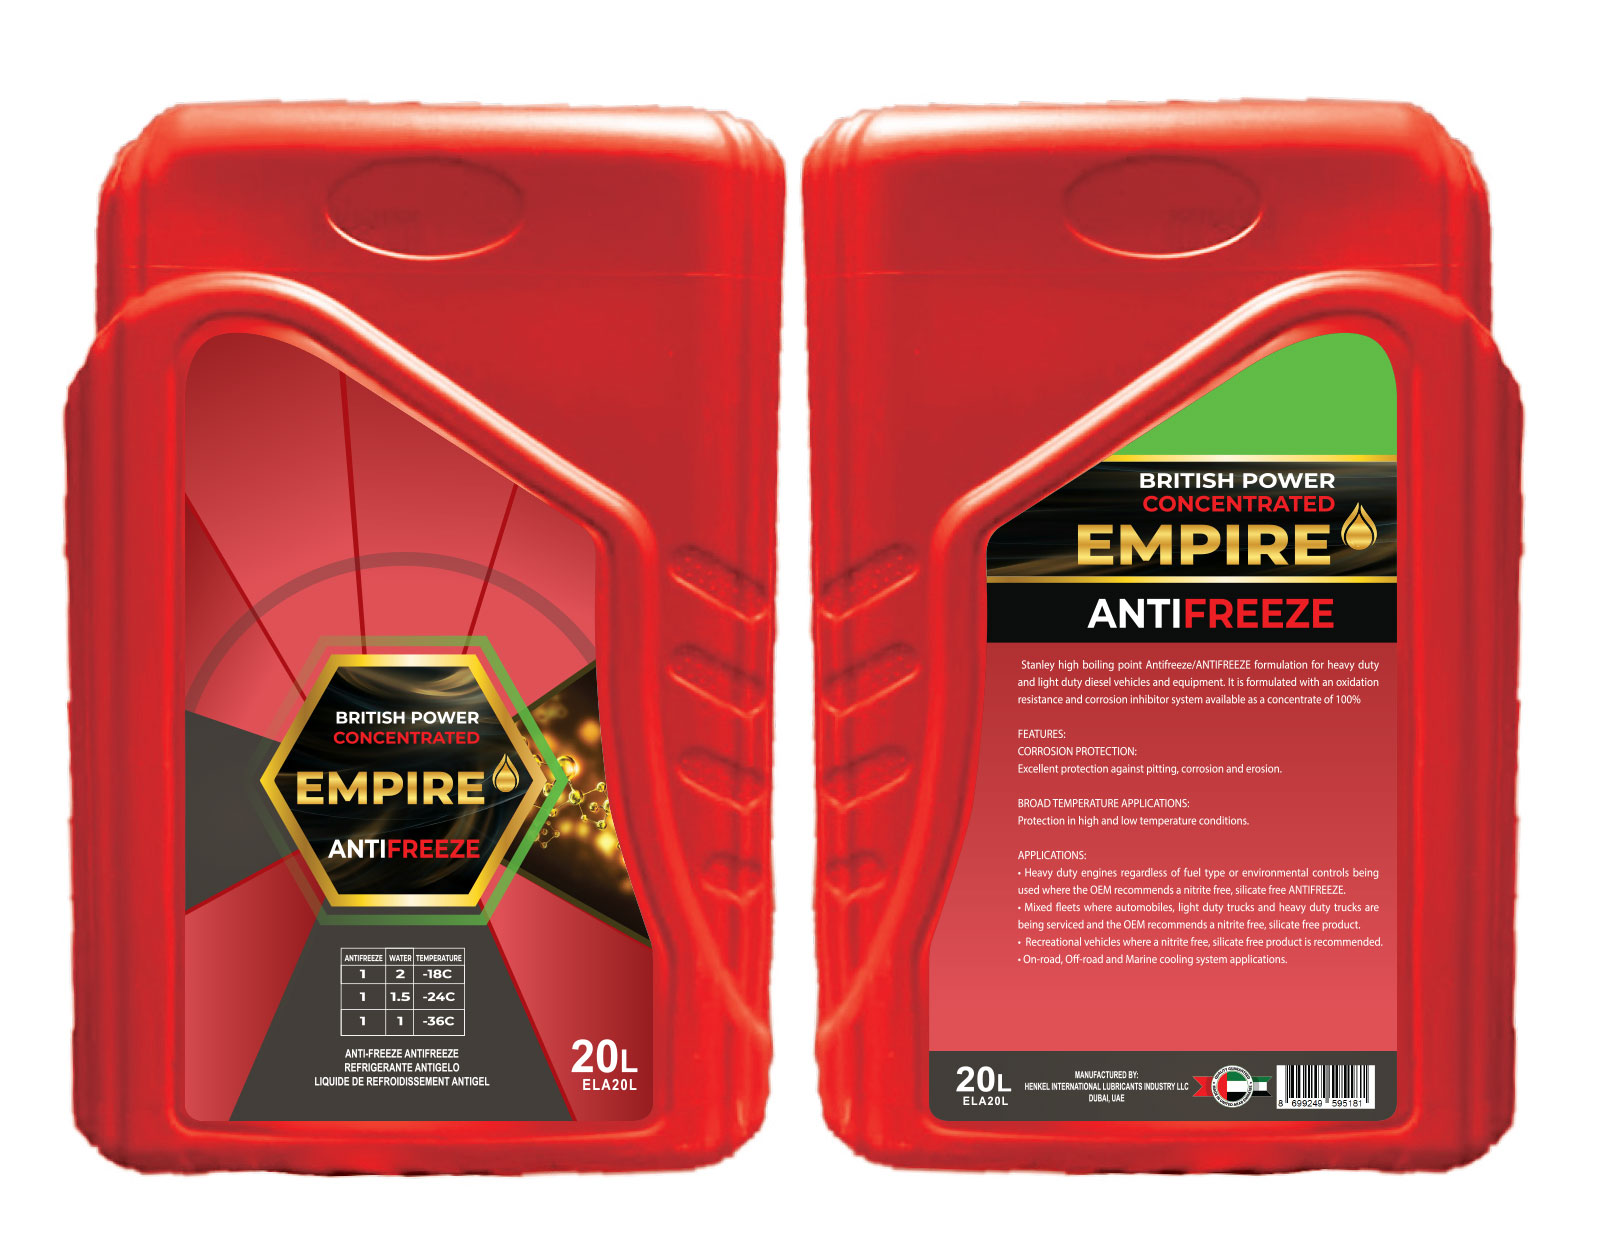 BRITISH POWER
CONCENTRATED
EMPIRE
ANTIFREEZE
ANTIFREEZE WATER TEMPERATURE
1 2 -18C
1 1.5 -24C
1 1 -36C
ANTI-FREEZE ANTIFREEZE
REFRIGERANTE ANTIGELO
LIQUIDE DE REFROIDISSEMENT ANTIGEL
20L
ELA20L
BRITISH POWER
CONCENTRATED
EMPIRE
ANTIFREEZE
Stanley high boiling point Antifreeze/ANTIFREEZE formulation for heavy duty
and light duty diesel vehicles and equipment. It is formulated with an oxidation
resistance and corrosion inhibitor system available as a concentrate of 100%
FEATURES:
CORROSION PROTECTION:
Excellent protection against pitting, corrosion and erosion.
BROAD TEMPERATURE APPLICATIONS:
Protection in high and low temperature conditions.
APPLICATIONS:
• Heavy duty engines regardless of fuel type or environmental controls being
used where the OEM recommends a nitrite free, silicate free ANTIFREEZE.
• Mixed fleets where automobiles, light duty trucks and heavy duty trucks are
being serviced and the OEM recommends a nitrite free, silicate free product.
• Recreational vehicles where a nitrite free, silicate free product is recommended.
• On-road, Off-road and Marine cooling system applications.
20L
ELA20L
MANUFACTURED BY:
HENKEL INTERNATIONAL LUBRICANTS INDUSTRY LLC
DUBAI, UAE
8 699249 595181